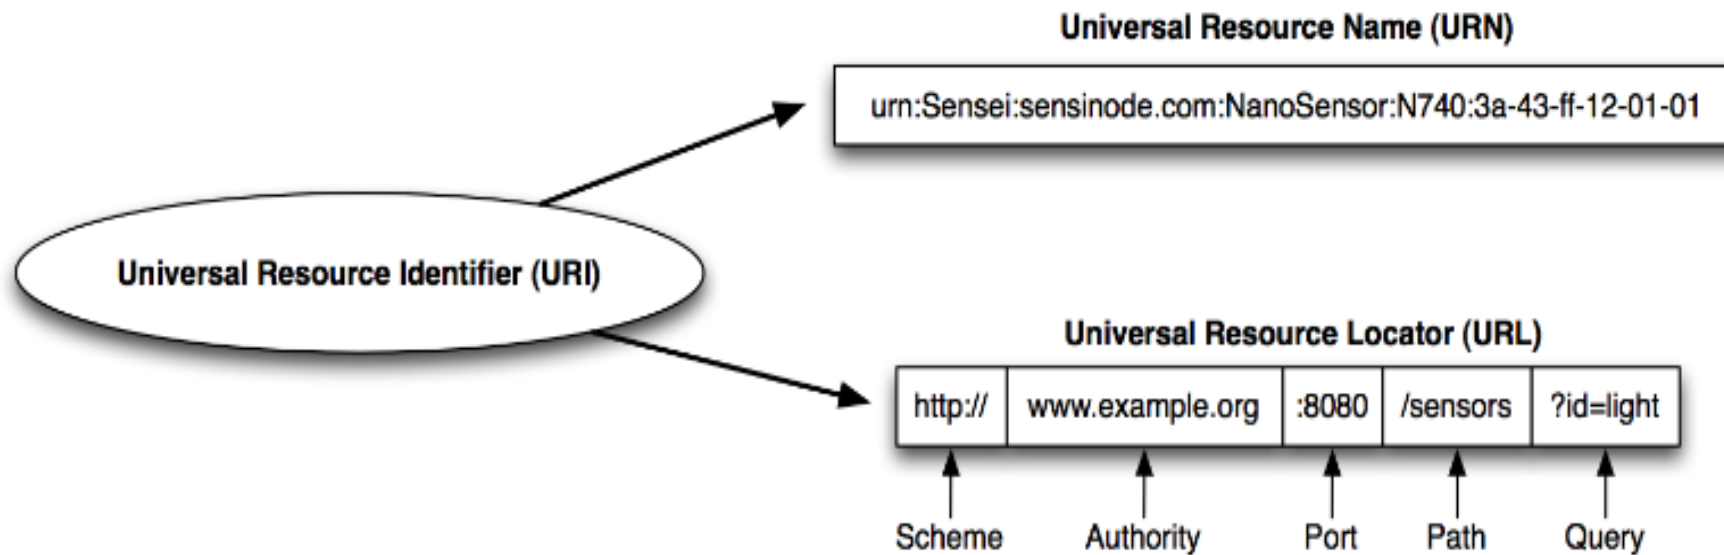 Universal Resource Name (URN)
urn:Sensei:sensinode.com:NanoSensor:N740:3a-43-ff-12-01-01
Universal Resource Identifier (URI)
Universal Resource Locator (URL)
http:// www.example.org :8080 /sensors ?id=light
Scheme Authority Port Path Query